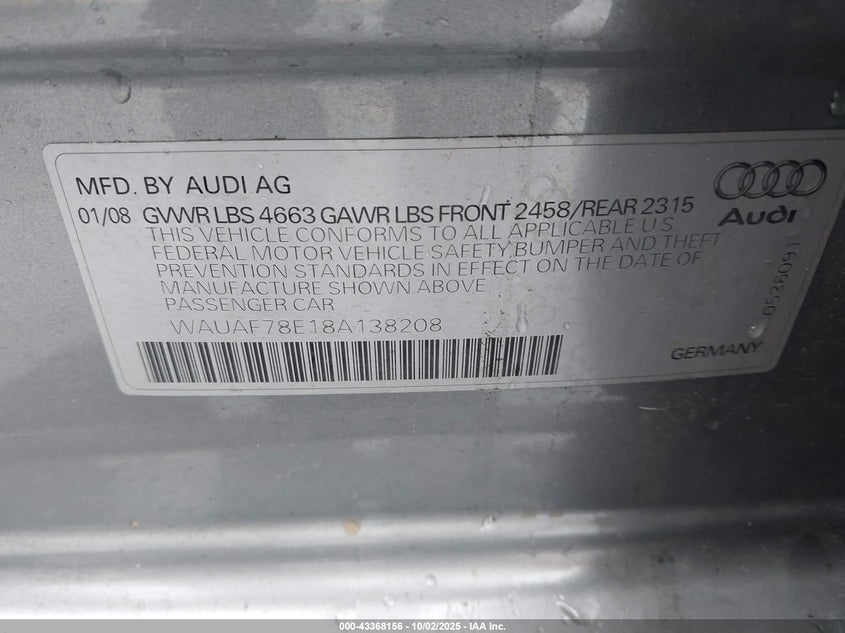 MFD. BY AUDI AG
01/08 GVWR LBS 4663 GAWR LBS FRONT 2458/REAR 2315
THIS VEHICLE CONFORMS TO ALL APPLICABLE U.S.
FEDERAL MOTOR VEHICLE SAFETY, BUMPER AND THEFT
PREVENTION STANDARDS IN EFFECT ON THE DATE OF
MANUFACTURE SHOWN ABOVE
PASSENGER CAR
WAUAF78E18A138208
Audi
0536091
GERMANY
000-43368156 - 10/02/2025 - IAA Inc.